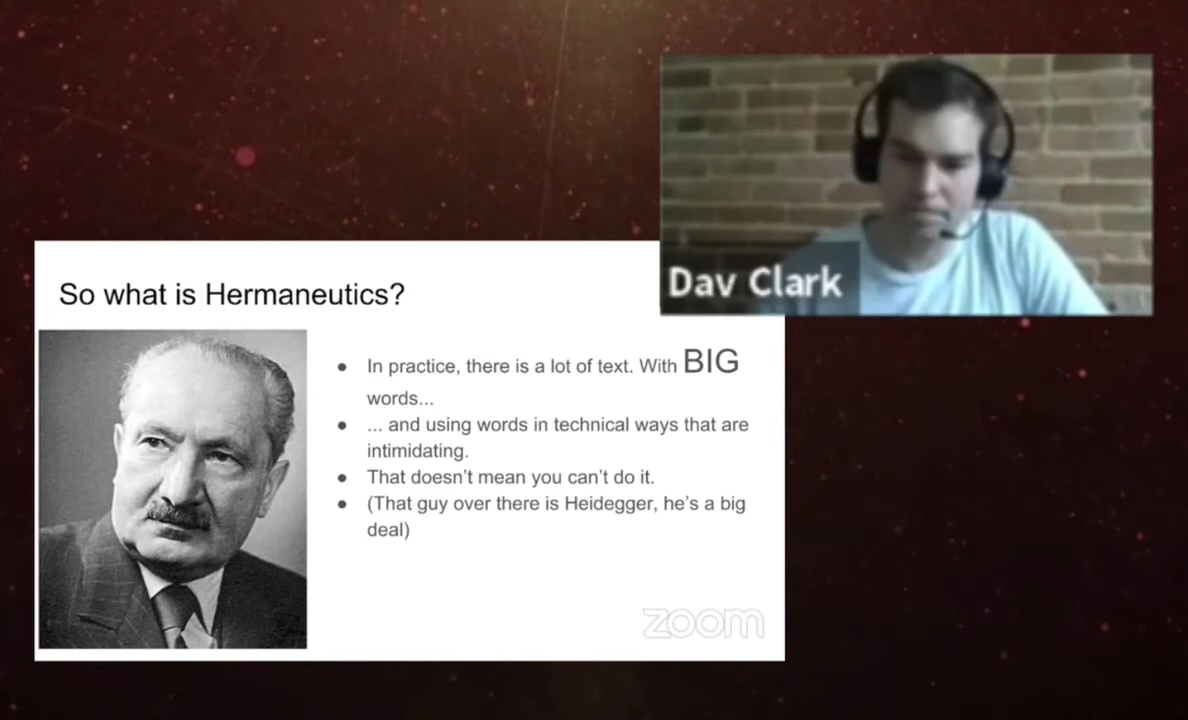 So what is Hermaneutics?
Dav Clark
● In practice, there is a lot of text. With BIG
words...
● ... and using words in technical ways that are
intimidating.
● That doesn't mean you can't do it.
● (That guy over there is Heidegger, he's a big
deal)
zoom